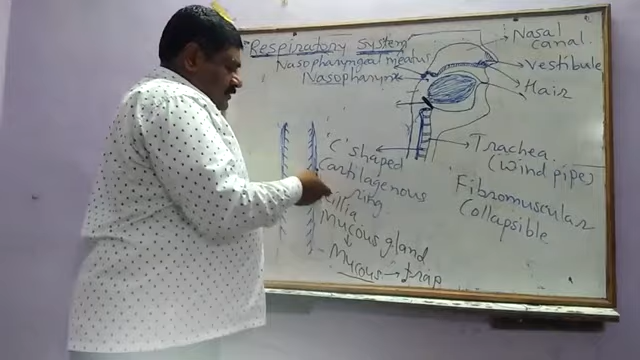 Respiratory System
Nasal
canal.
Nasopharyngeal meatus
Vestibule
Nasopharynx
Hair
Trachea
(wind pipe)
"C" shaped
Cartilagenous
ring
Fibromuscular
Collapsible
Cillia
Mucous gland
Mucous → trap